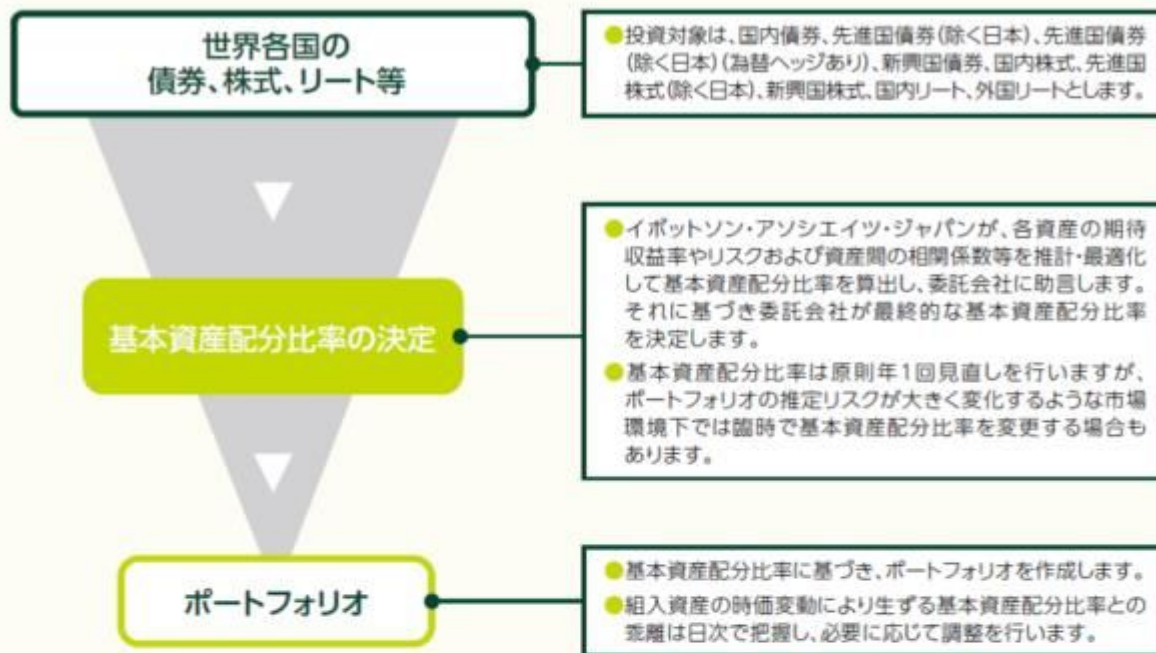 世界各国の
債券、株式、リート等
●投資対象は、国内債券、先進国債券(除く日本)、先進国債券
(除く日本)(為替ヘッジあり)、新興国債券、国内株式、先進国
株式(除く日本)、新興国株式、国内リート、外国リートとします。
基本資産配分比率の決定
●イボットソン・アソシエイツ・ジャパンが、各資産の期待
収益率やリスクおよび資産間の相関係数等を推計・最適化
して基本資産配分比率を算出し、委託会社に助言します。
それに基づき委託会社が最終的な基本資産配分比率
を決定します。
●基本資産配分比率は原則年1回見直しを行いますが、
ポートフォリオの推定リスクが大きく変化するような市場
環境下では臨時で基本資産配分比率を変更する場合も
あります。
ポートフォリオ
●基本資産配分比率に基づき、ポートフォリオを作成します。
●組入資産の時価変動により生ずる基本資産配分比率との
乖離は日次で把握し、必要に応じて調整を行います。